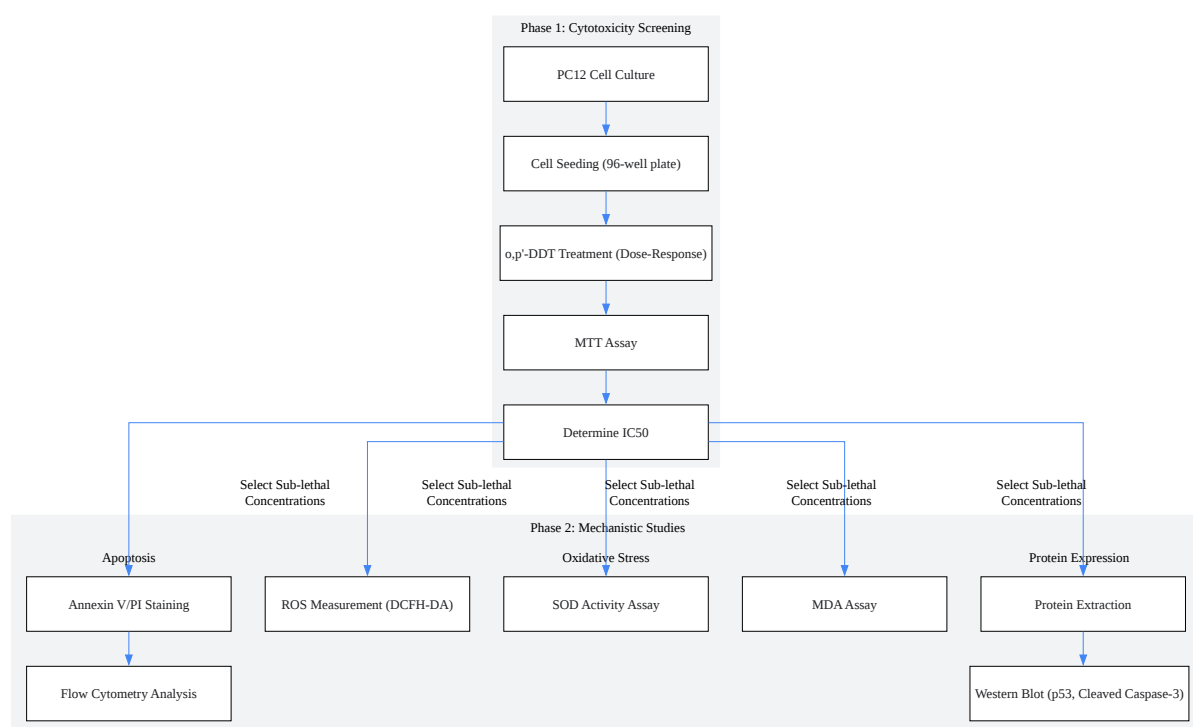 Phase 1: Cytotoxicity Screening
PC12 Cell Culture
Cell Seeding (96-well plate)
o,p'-DDT Treatment (Dose-Response)
MTT Assay
Determine IC50
Select Sub-lethal
Concentrations
Select Sub-lethal
Concentrations
Select Sub-lethal
Concentrations
Select Sub-lethal
Concentrations
Select Sub-lethal
Concentrations
Phase 2: Mechanistic Studies
Apoptosis
Oxidative Stress
Protein Expression
Annexin V/PI Staining
ROS Measurement (DCFH-DA)
SOD Activity Assay
MDA Assay
Protein Extraction
Flow Cytometry Analysis
Western Blot (p53, Cleaved Caspase-3)